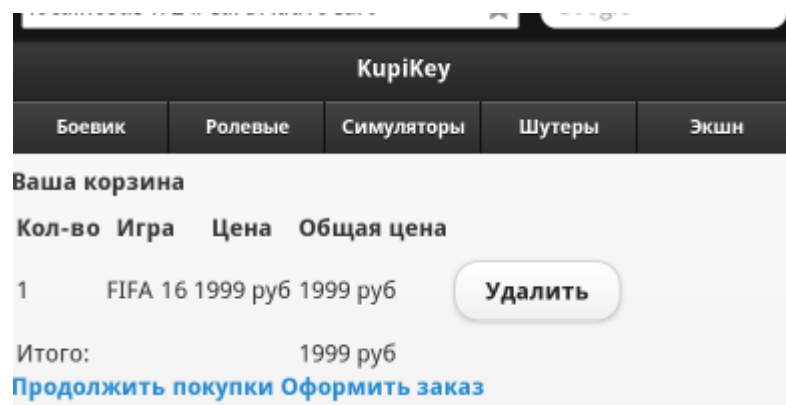 KupiKey
Боевик Ролевые Симуляторы Шутеры Экшн
Ваша корзина
Кол-во Игра Цена Общая цена
1 FIFA 16 1999 руб 1999 руб Удалить
Итого: 1999 руб
Продолжить покупки Оформить заказ